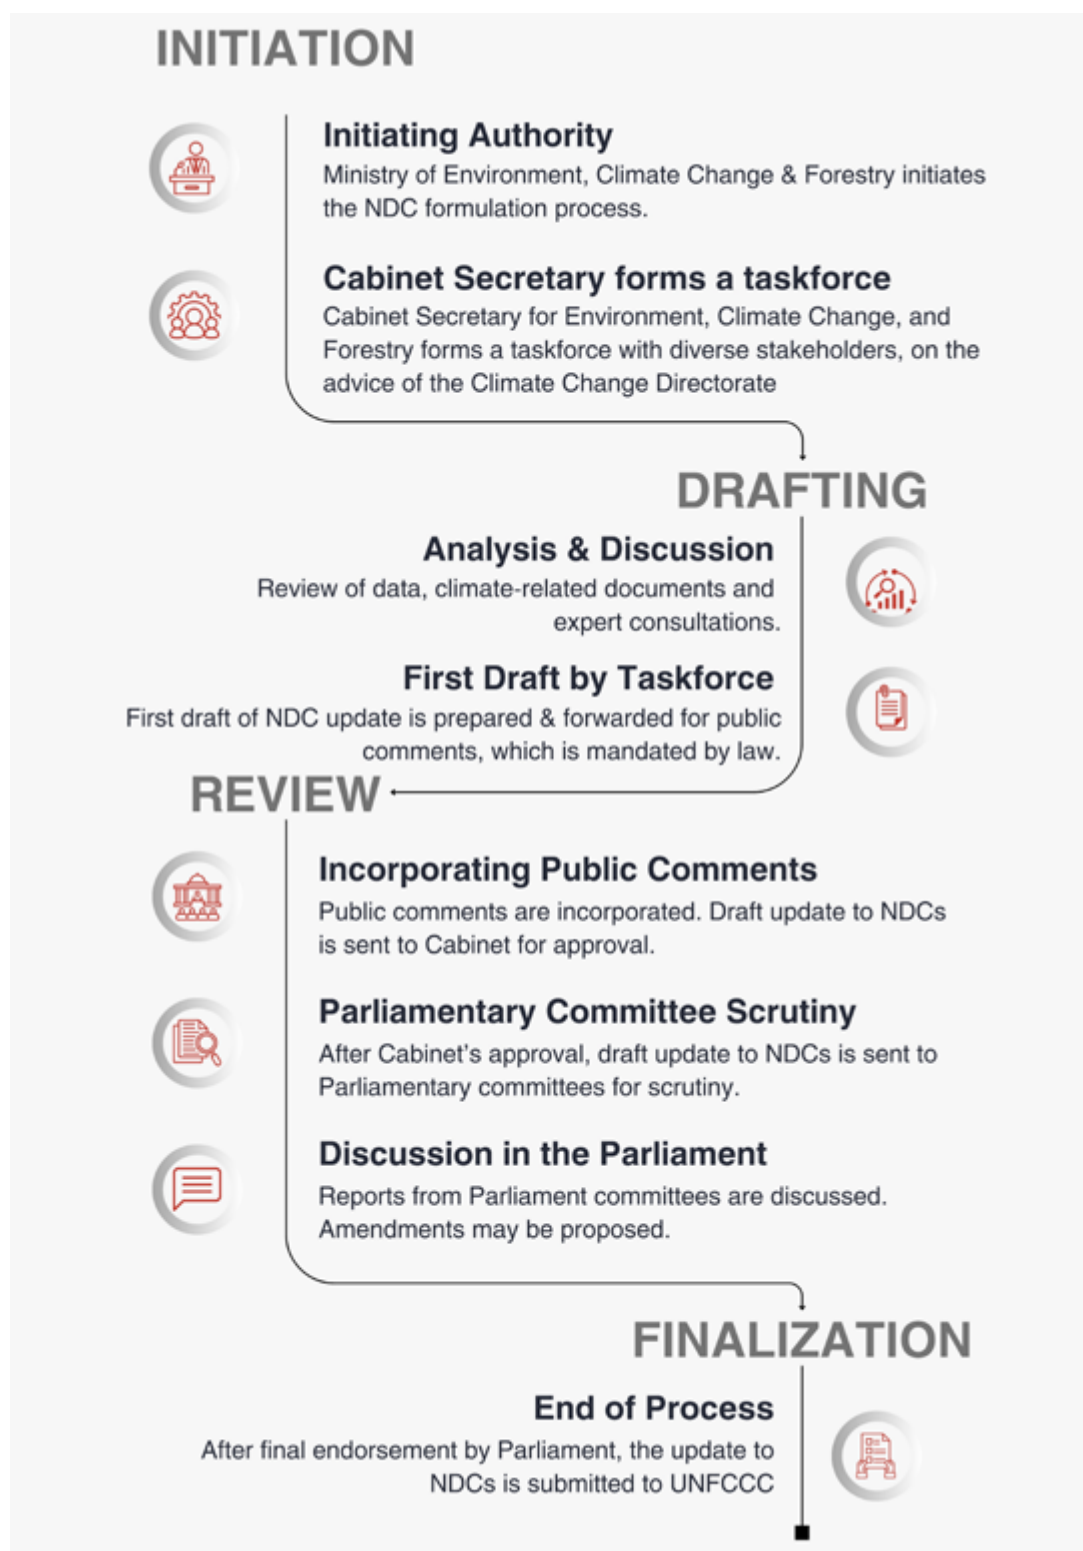 INITIATION
Initiating Authority
Ministry of Environment, Climate Change & Forestry initiates
the NDC formulation process.
Cabinet Secretary forms a taskforce
Cabinet Secretary for Environment, Climate Change, and
Forestry forms a taskforce with diverse stakeholders, on the
advice of the Climate Change Directorate
DRAFTING
Analysis & Discussion
Review of data, climate-related documents and
expert consultations.
First Draft by Taskforce
First draft of NDC update is prepared & forwarded for public
comments, which is mandated by law.
REVIEW
Incorporating Public Comments
Public comments are incorporated. Draft update to NDCs
is sent to Cabinet for approval.
Parliamentary Committee Scrutiny
After Cabinet's approval, draft update to NDCs is sent to
Parliamentary committees for scrutiny.
Discussion in the Parliament
Reports from Parliament committees are discussed.
Amendments may be proposed.
FINALIZATION
End of Process
After final endorsement by Parliament, the update to
NDCs is submitted to UNFCCC